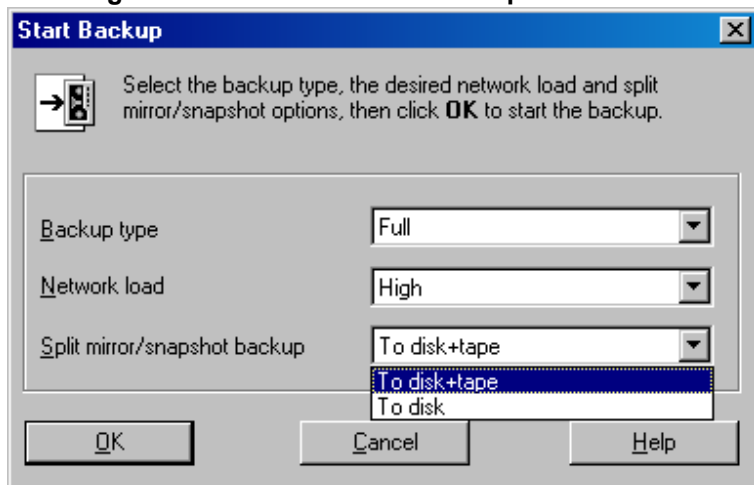 Start Backup
Select the backup type, the desired network load and split
mirror/snapshot options, then click OK to start the backup.
Backup type
Full
Network load
High
Split mirror/snapshot backup
To disk+tape
To disk+tape
To disk
OK
Cancel
Help